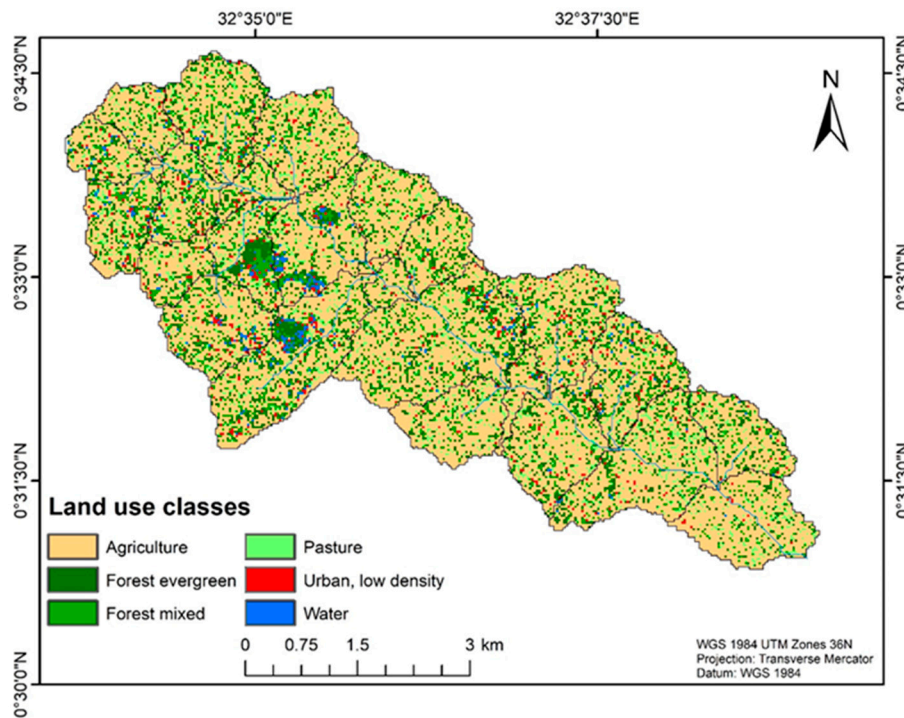 32°35'0"E 32°37'30"E
0°34'30"N 0°34'30"N
N
0°33'0"N 0°33'0"N
0°31'30"N 0°31'30"N
Land use classes
Agriculture Pasture
Forest evergreen Urban, low density
Forest mixed Water
0 0.75 1.5 3 km
WGS 1984 UTM Zones 36N
Projection: Transverse Mercator
Datum: WGS 1984
0°30'0"N